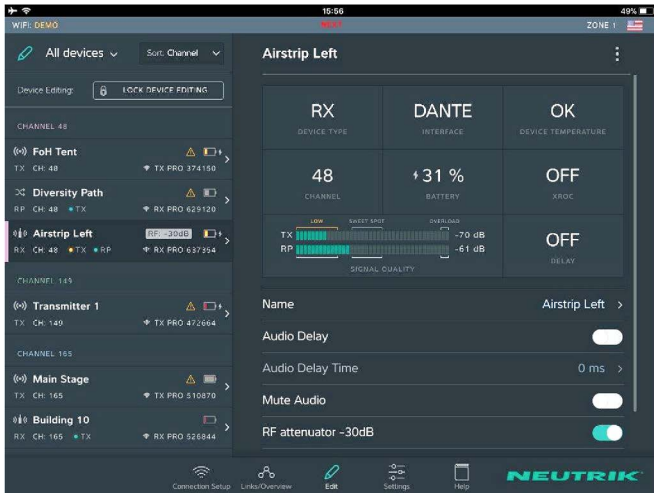 15:56
49%
WIFI: DEMO
ZONE 1
All devices
Sort: Channel
Device Editing:
LOCK DEVICE EDITING
CHANNEL 48
FoH Tent
TX CH: 48
TX PRO 374150
Diversity Path
RP CH: 48 TX
RX PRO 629120
Airstrip Left
RF: -30dB
RX CH: 48 TX RP
RX PRO 637354
CHANNEL 149
Transmitter 1
TX CH: 149
TX PRO 472664
CHANNEL 165
Main Stage
TX CH: 165
TX PRO 510870
Building 10
RX CH: 165 TX
RX PRO 526844
Airstrip Left
RX
DEVICE TYPE
DANTE
INTERFACE
OK
DEVICE TEMPERATURE
48
CHANNEL
31 %
BATTERY
OFF
XROC
LOW
SWEET SPOT
OVERLOAD
TX -70 dB
RP -61 dB
SIGNAL QUALITY
OFF
DELAY
Name
Airstrip Left
Audio Delay
Audio Delay Time
0 ms
Mute Audio
RF attenuator -30dB
Connection Setup
Links/Overview
Edit
Settings
Help
NEUTRIK